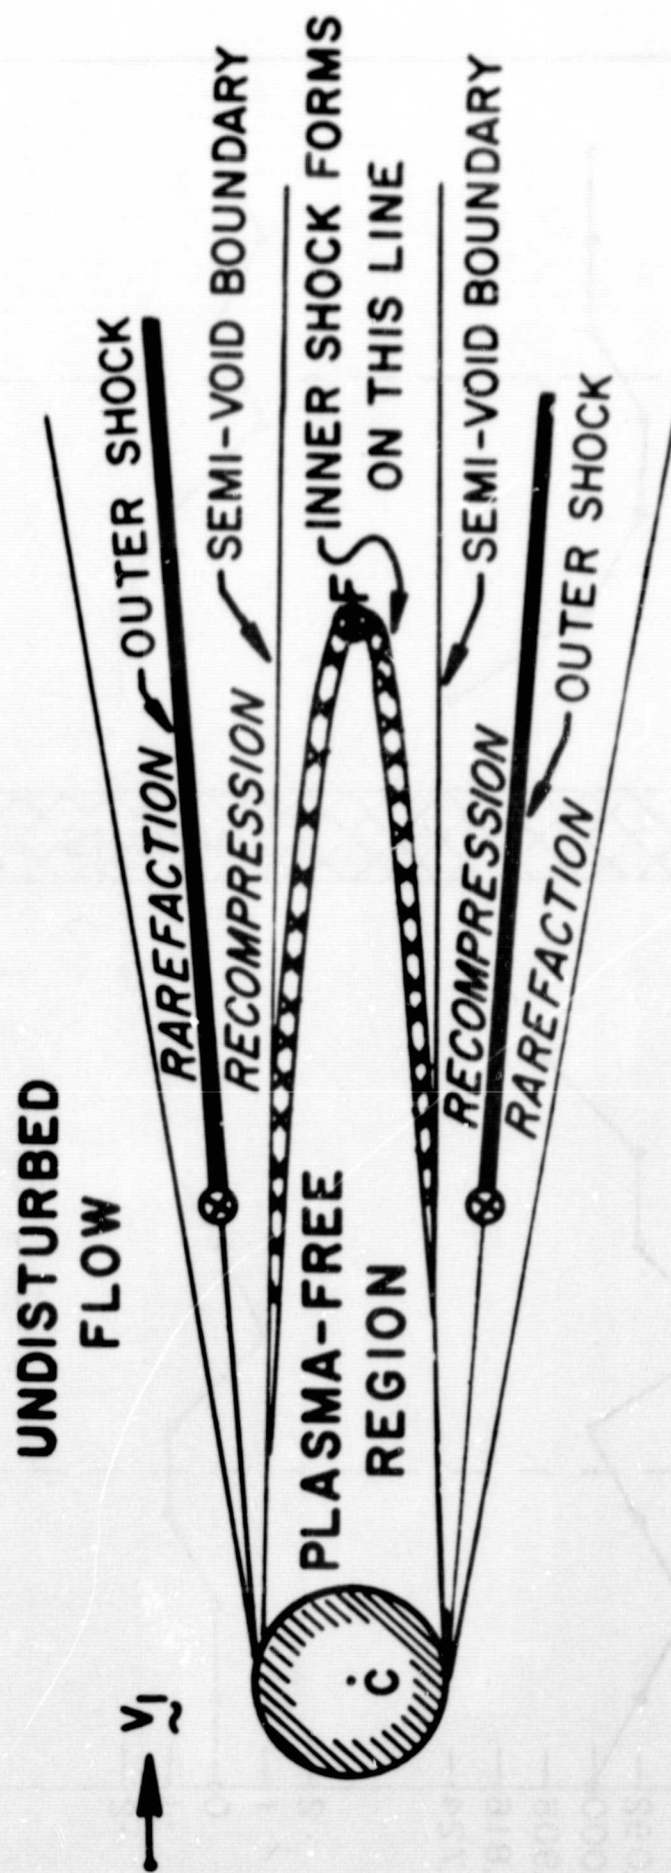 UNDISTURBED
FLOW
V1
OUTER SHOCK
RAREFACTION
SEMI-VOID BOUNDARY
RECOMPRESSION
INNER SHOCK FORMS
ON THIS LINE
F
PLASMA-FREE
REGION
C
SEMI-VOID BOUNDARY
RECOMPRESSION
OUTER SHOCK
RAREFACTION